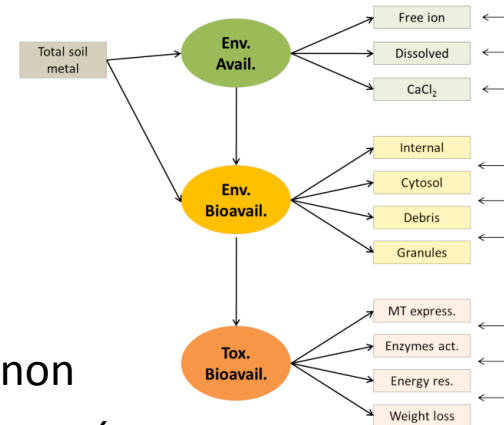 Total soil
metal
Env.
Avail.
Free ion
Dissolved
CaCl₂
Env.
Bioavail.
Internal
Cytosol
Debris
Granules
Tox.
Bioavail.
MT express.
Enzymes act.
Energy res.
Weight loss
non